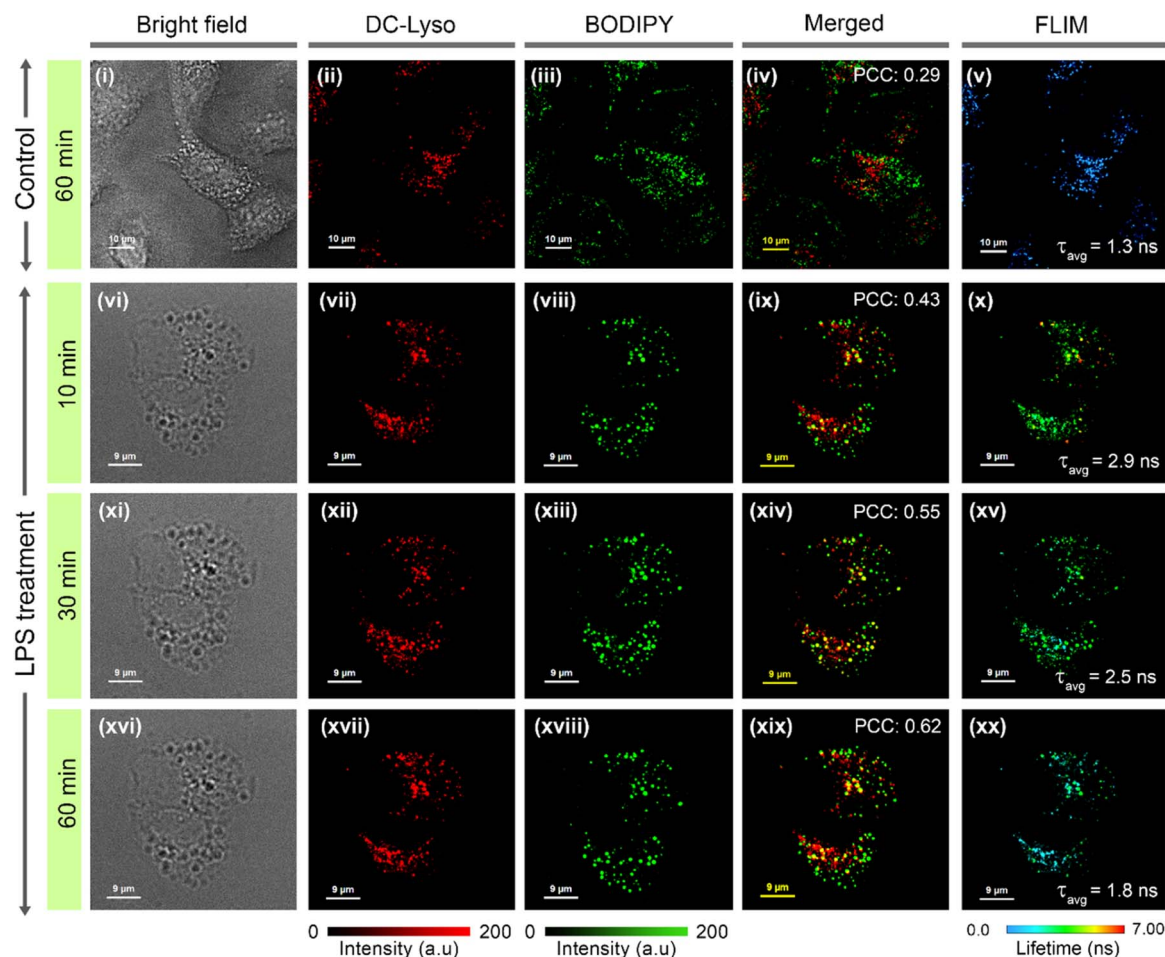 Bright field DC-Lyso BODIPY Merged FLIM
Control
60 min
(i) (ii) (iii) (iv) PCC: 0.29 (v)
10 µm 10 µm 10 µm 10 µm 10 µm τavg = 1.3 ns
LPS treatment
10 min
(vi) (vii) (viii) (ix) PCC: 0.43 (x)
9 µm 9 µm 9 µm 9 µm 9 µm τavg = 2.9 ns
30 min
(xi) (xii) (xiii) (xiv) PCC: 0.55 (xv)
9 µm 9 µm 9 µm 9 µm 9 µm τavg = 2.5 ns
60 min
(xvi) (xvii) (xviii) (xix) PCC: 0.62 (xx)
9 µm 9 µm 9 µm 9 µm 9 µm τavg = 1.8 ns
0 200 0 200 0.0 7.00
Intensity (a.u) Intensity (a.u) Lifetime (ns)